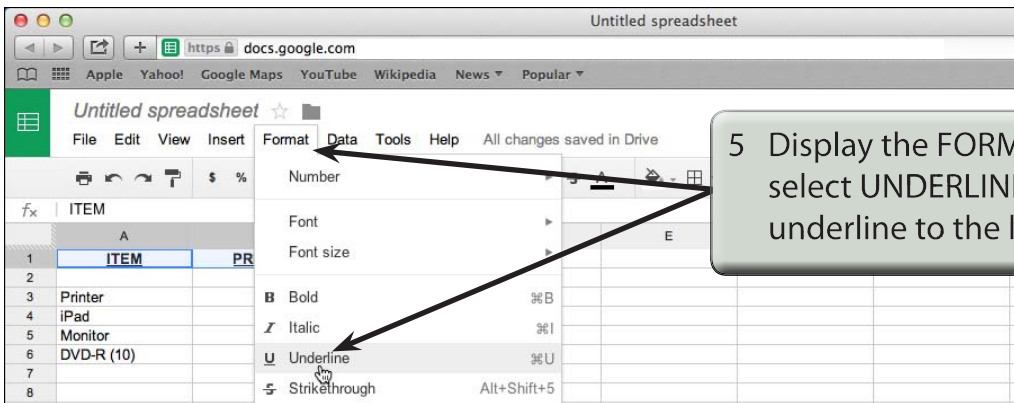 Untitled spreadsheet
https docs.google.com
Apple Yahoo! Google Maps YouTube Wikipedia News Popular
Untitled spreadsheet
File Edit View Insert Format Data Tools Help All changes saved in Drive
$ %
fx ITEM
A E
1 ITEM PR
2
3 Printer
4 iPad
5 Monitor
6 DVD-R (10)
7
8
Number
Font
Font size
B Bold ⌘B
I Italic ⌘I
U Underline ⌘U
S Strikethrough Alt+Shift+5
5 Display the FORM
select UNDERLIN
underline to the